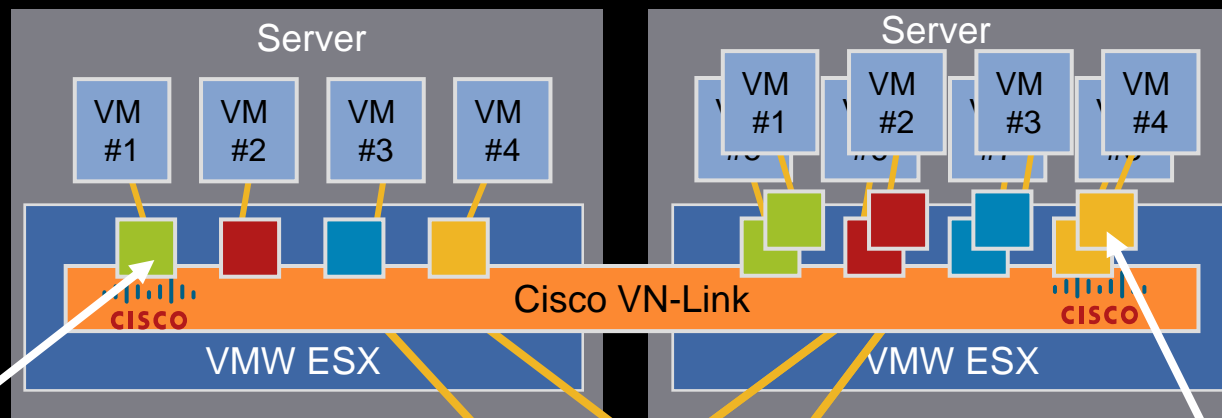 Server
VM
#1
VM
#2
VM
#3
VM
#4
CISCO
VMW ESX
Server
VM
#1
VM
#2
VM
#3
VM
#4
CISCO
VMW ESX
Cisco VN-Link